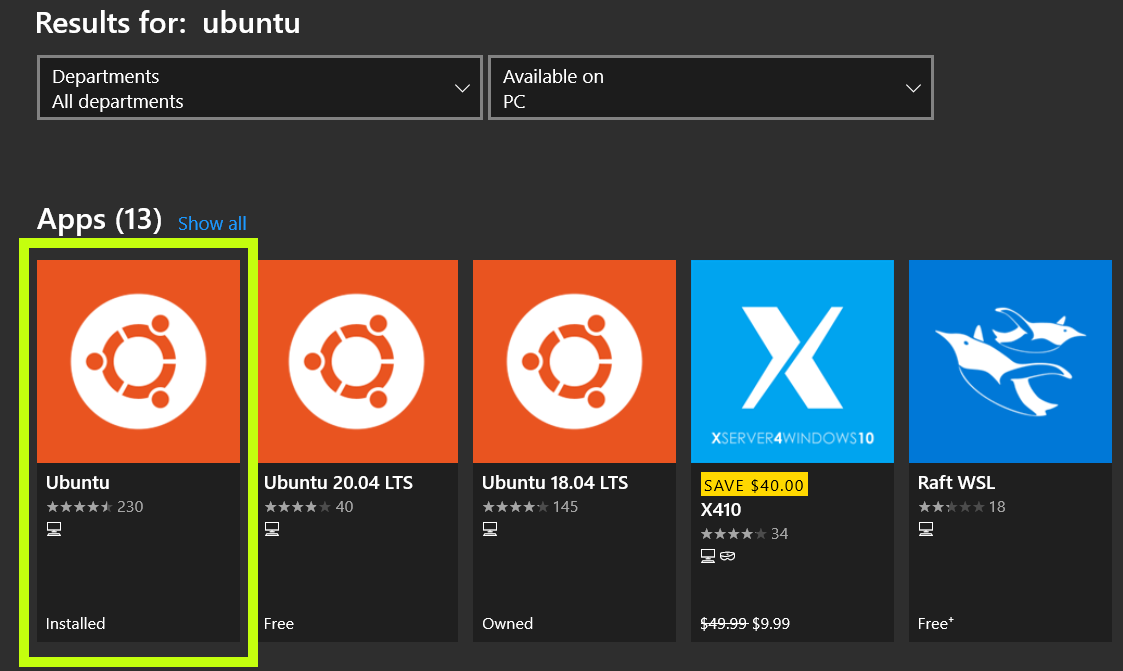 Results for: ubuntu
Departments
All departments
Available on
PC
Apps (13) Show all
XSERVER4WINDOWS10
Ubuntu
230
Installed
Ubuntu 20.04 LTS
40
Free
Ubuntu 18.04 LTS
145
Owned
SAVE $40.00
X410
34
$49.99 $9.99
Raft WSL
18
Free+